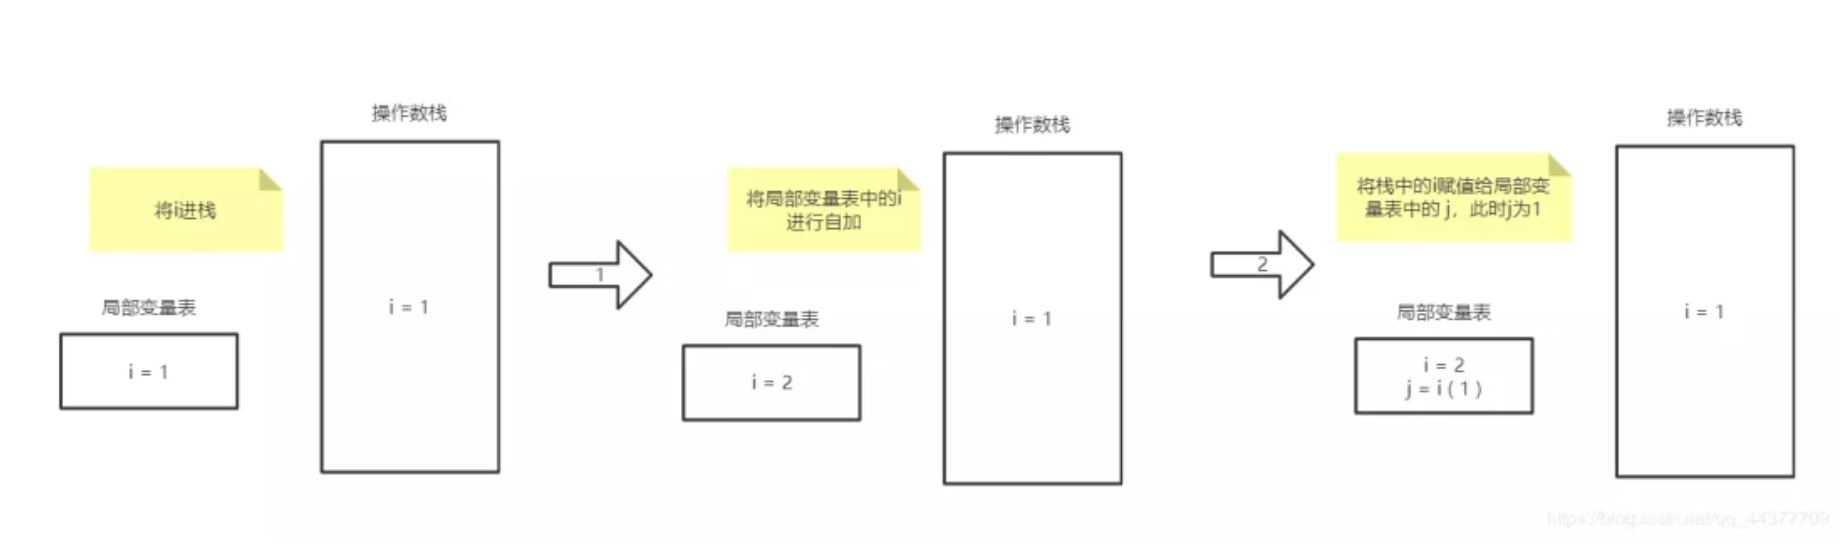 操作数栈
将i进栈
局部变量表
i = 1
i = 1
1
操作数栈
将局部变量表中的i
进行自加
局部变量表
i = 2
i = 1
2
操作数栈
将栈中的i赋值给局部变
量表中的 j，此时j为1
局部变量表
i = 2
j = i ( 1 )
i = 1
https://blog.csdn.net/qq_44377709